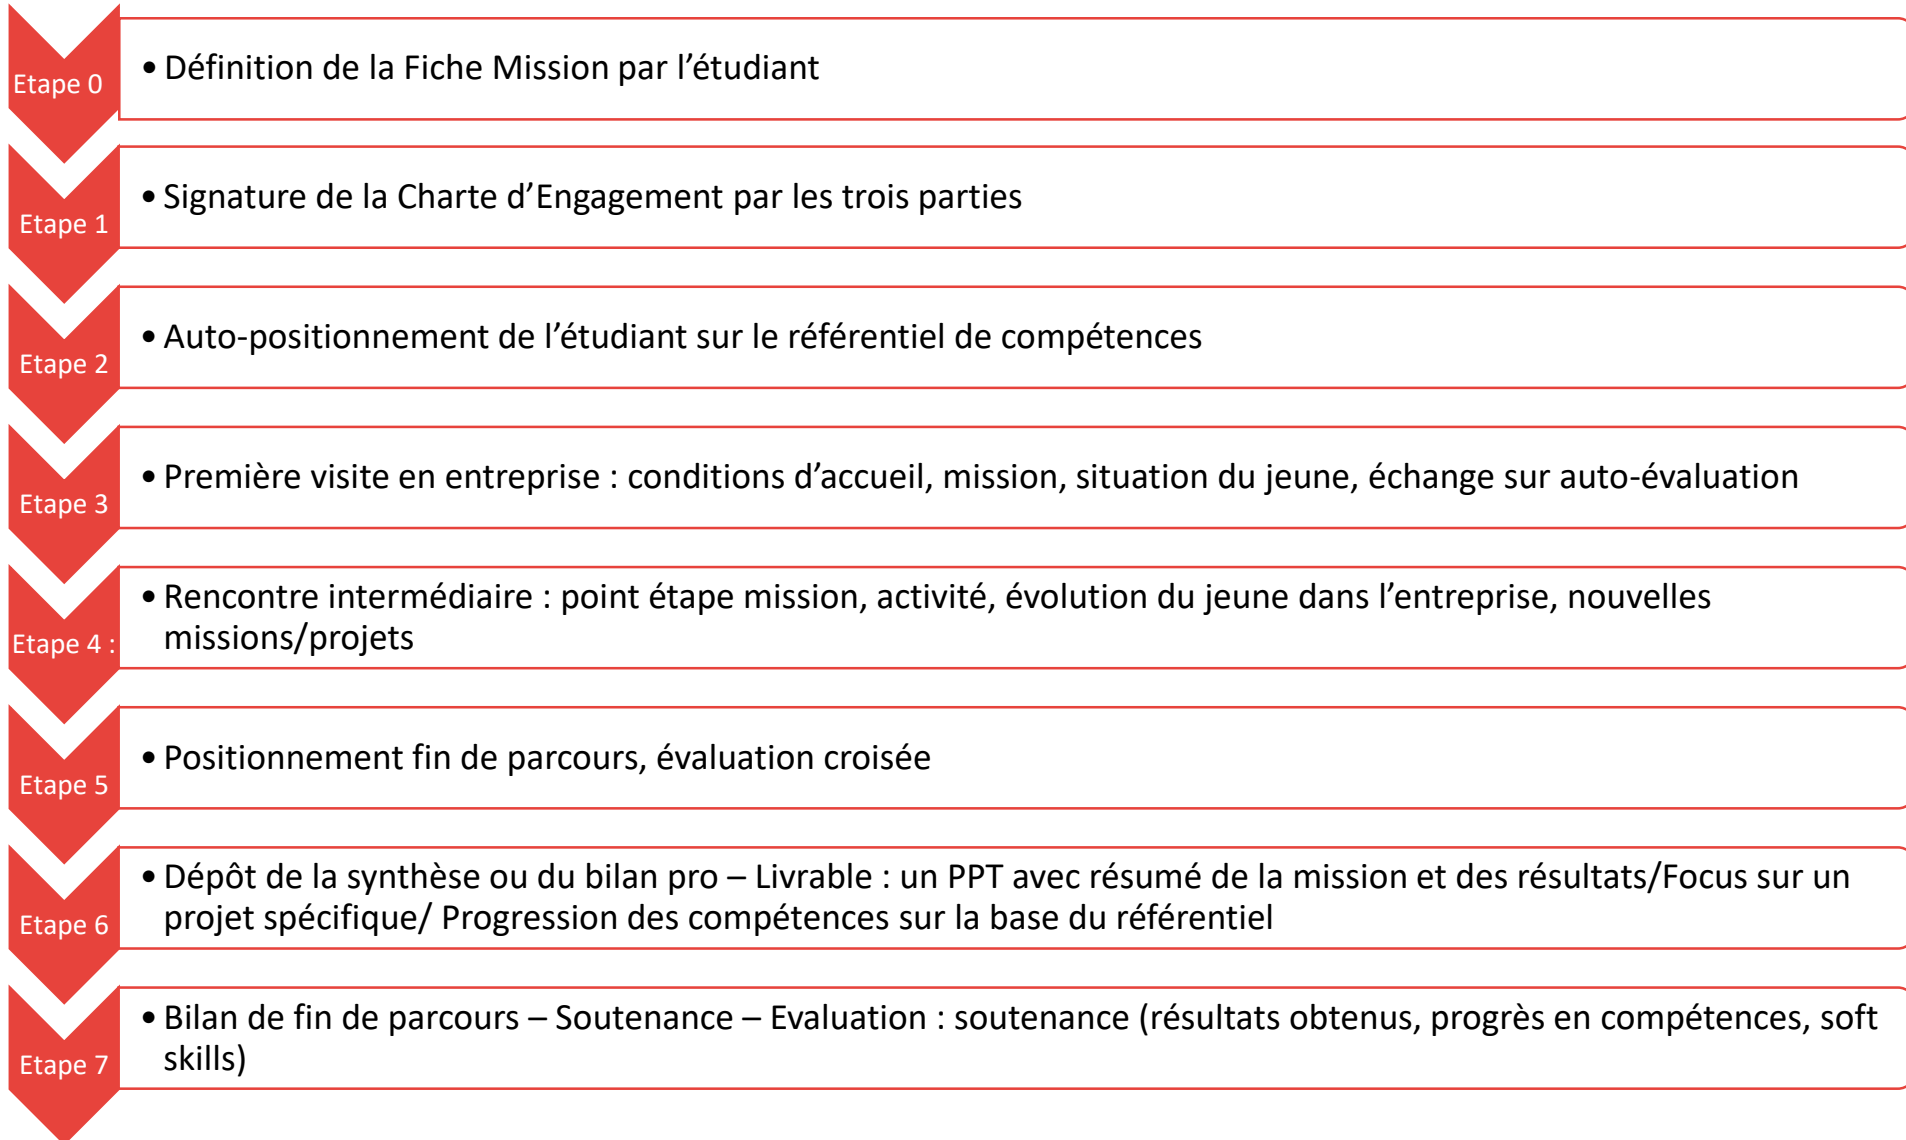 Etape 0
• Définition de la Fiche Mission par l’étudiant
Etape 1
• Signature de la Charte d’Engagement par les trois parties
Etape 2
• Auto-positionnement de l’étudiant sur le référentiel de compétences
Etape 3
• Première visite en entreprise : conditions d’accueil, mission, situation du jeune, échange sur auto-évaluation
Etape 4 :
• Rencontre intermédiaire : point étape mission, activité, évolution du jeune dans l’entreprise, nouvelles
missions/projets
Etape 5
• Positionnement fin de parcours, évaluation croisée
Etape 6
• Dépôt de la synthèse ou du bilan pro – Livrable : un PPT avec résumé de la mission et des résultats/Focus sur un
projet spécifique/ Progression des compétences sur la base du référentiel
Etape 7
• Bilan de fin de parcours – Soutenance – Evaluation : soutenance (résultats obtenus, progrès en compétences, soft
skills)